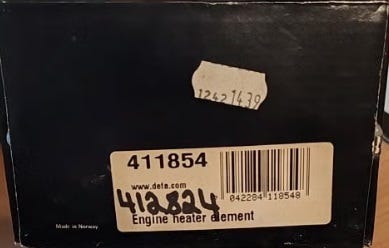 12421439
411854
www.defa.com
412824
042284 118548
Engine heater element
Made in Norway